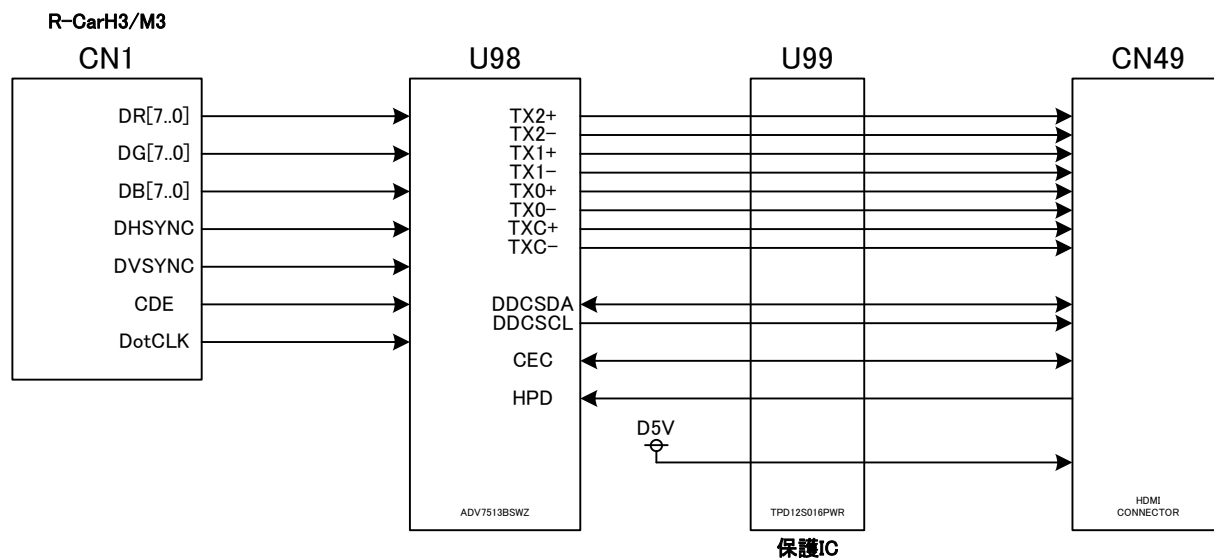 R-CarH3/M3
CN1
U98
U99
CN49
DR[7..0]
DG[7..0]
DB[7..0]
DHSYNC
DVSYNC
CDE
DotCLK
TX2+
TX2-
TX1+
TX1-
TX0+
TX0-
TXC+
TXC-
DDCSDA
DDCSCL
CEC
HPD
D5V
ADV7513BSWZ
TPD12S016PWR
HDMI
CONNECTOR
保護IC